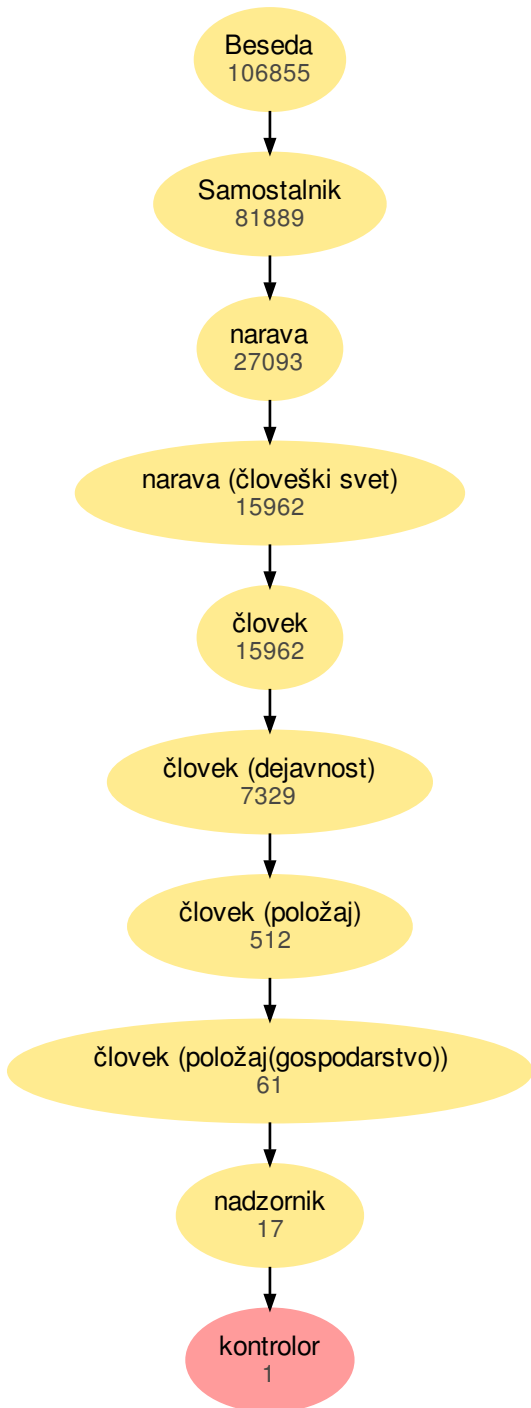 Beseda
106855
Samostalnik
81889
narava
27093
narava (človeški svet)
15962
človek
15962
človek (dejavnost)
7329
človek (položaj)
512
človek (položaj(gospodarstvo))
61
nadzornik
17
kontrolor
1